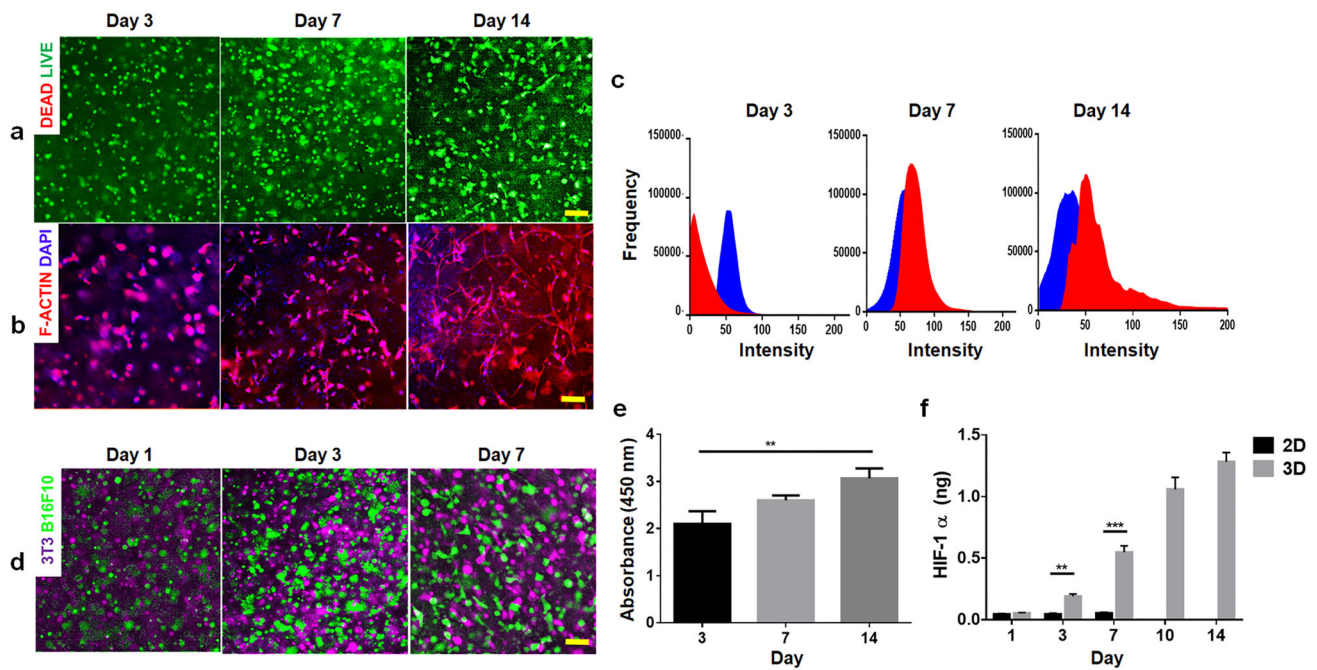 a
Day 3
Day 7
Day 14
DEAD LIVE
b
F-ACTIN DAPI
c
Day 3
Day 7
Day 14
Frequency
150000
100000
50000
0
0 50 100 150 200
Intensity
150000
100000
50000
0
0 50 100 150 200
Intensity
150000
100000
50000
0
0 50 100 150 200
Intensity
d
Day 1
Day 3
Day 7
3T3 B16F10
e
Absorbance (450 nm)
4
3
2
1
0
**
3 7 14
Day
f
HIF-1 α (ng)
1.5
1.0
0.5
0.0
**
***
1 3 7 10 14
Day
2D
3D